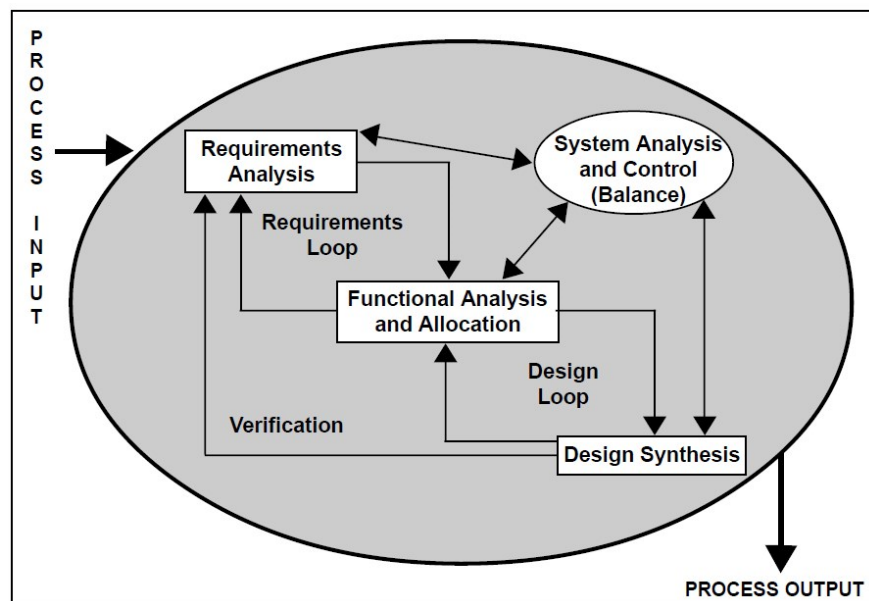 PROCESS INPUT
Requirements
Analysis
System Analysis
and Control
(Balance)
Requirements
Loop
Functional Analysis
and Allocation
Design
Loop
Verification
Design Synthesis
PROCESS OUTPUT